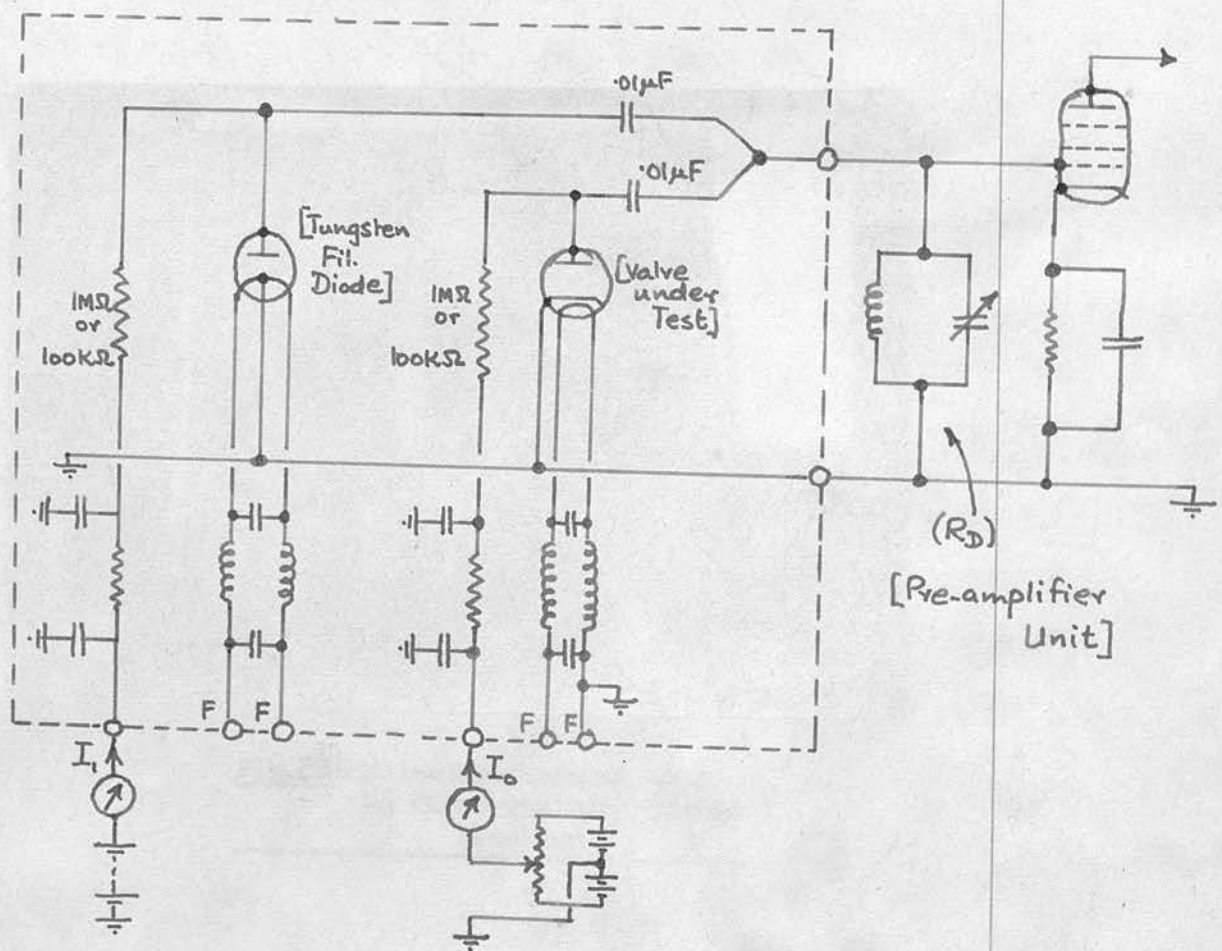 .01µF
.01µF
[Tungsten
Fil.
Diode]
[Valve
under
Test]
1MΩ
or
100KΩ
1MΩ
or
100KΩ
(R_D)
[Pre-amplifier
Unit]
F F
F F
I₁
I₀